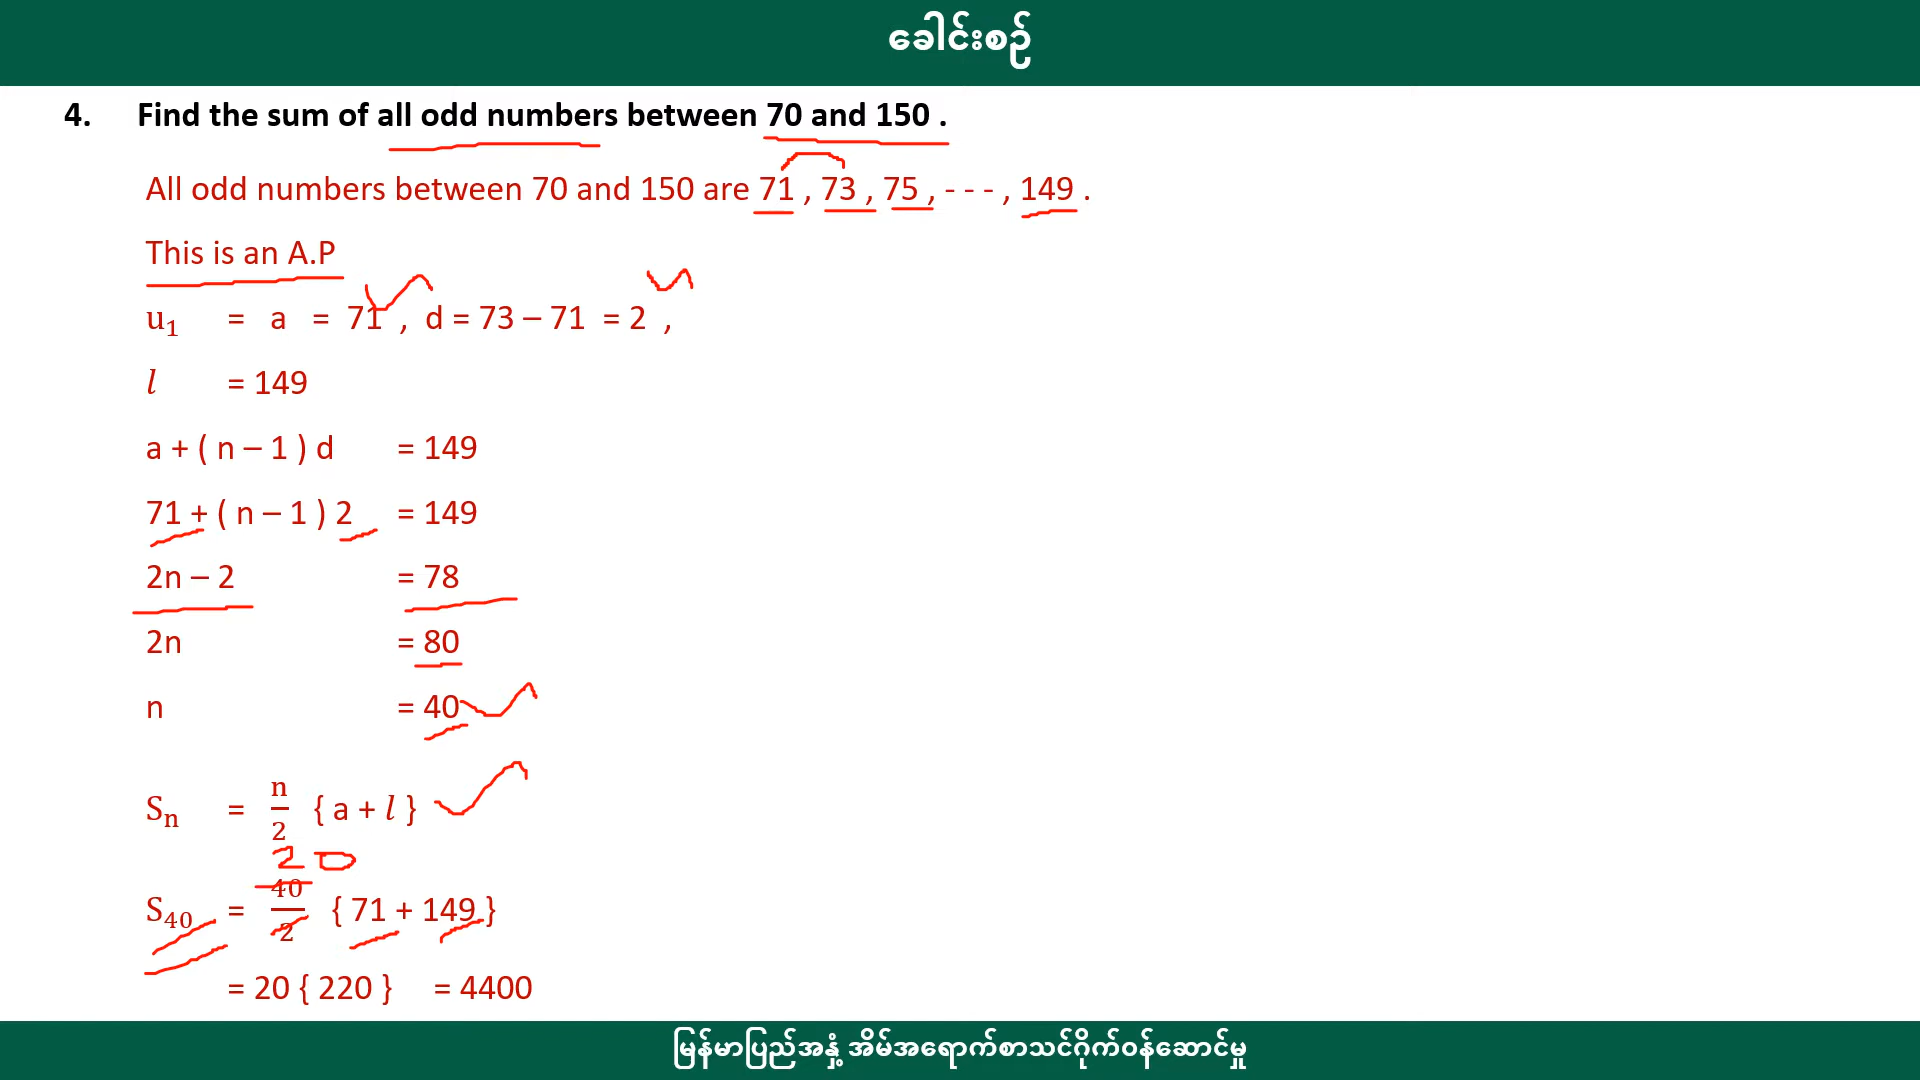 ခေါင်းစဉ်
4. Find the sum of all odd numbers between 70 and 150 .
All odd numbers between 70 and 150 are 71 , 73 , 75 , - - - , 149 .
This is an A.P
u₁ = a = 71 , d = 73 – 71 = 2 ,
l = 149
a + ( n – 1 ) d = 149
71 + ( n – 1 ) 2 = 149
2n – 2 = 78
2n = 80
n = 40
Sₙ = n/2 { a + l }
20
S₄₀ = 40/2 { 71 + 149 }
= 20 { 220 } = 4400
မြန်မာပြည်အနှံ့ အိမ်အရောက်စာသင်ဂိုက်ဝန်ဆောင်မှု